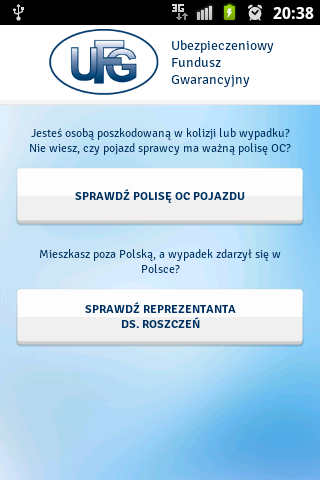 3G
20:38
UFG
Ubezpieczeniowy
Fundusz
Gwarancyjny
Jesteś osobą poszkodowaną w kolizji lub wypadku?
Nie wiesz, czy pojazd sprawcy ma ważną polisę OC?
SPRAWDŹ POLISĘ OC POJAZDU
Mieszkasz poza Polską, a wypadek zdarzył się w
Polsce?
SPRAWDŹ REPREZENTANTA
DS. ROSZCZEŃ